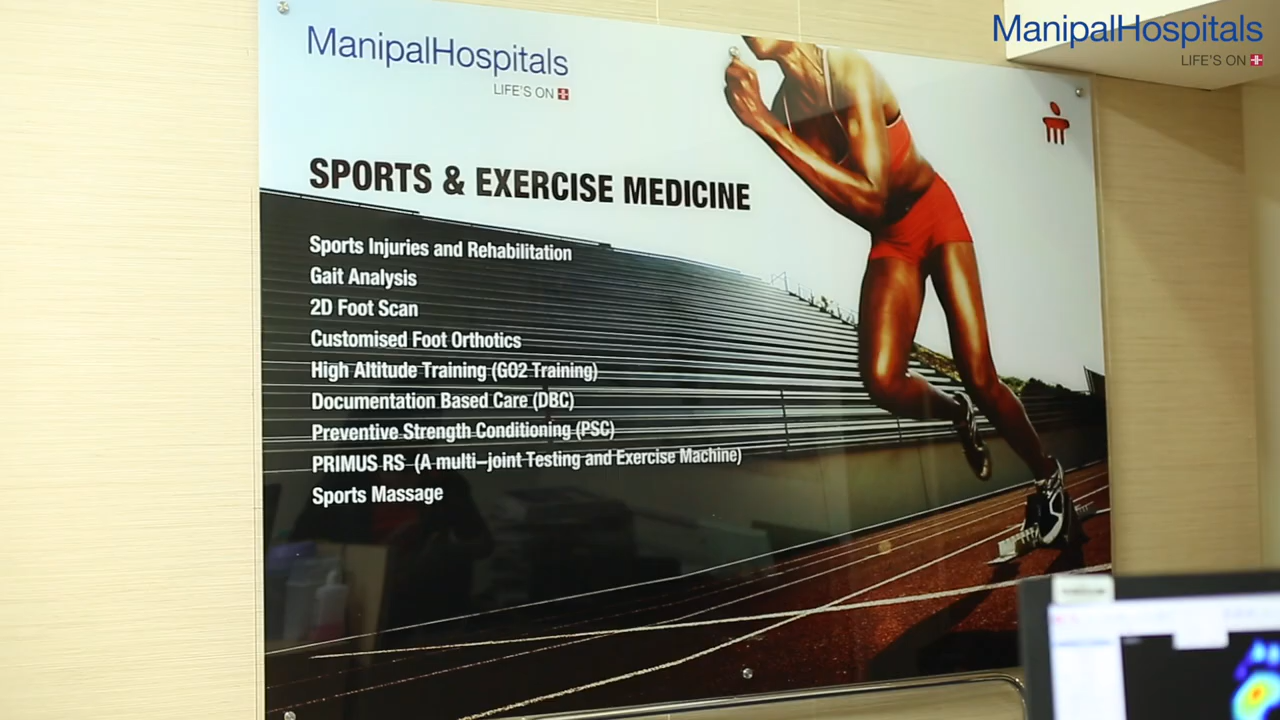 ManipalHospitals
LIFE'S ON
ManipalHospitals
LIFE'S ON
SPORTS & EXERCISE MEDICINE
Sports Injuries and Rehabilitation
Gait Analysis
2D Foot Scan
Customised Foot Orthotics
High Altitude Training (GO2 Training)
Documentation Based Care (DBC)
Preventive Strength Conditioning (PSC)
PRIMUS RS (A multi–joint Testing and Exercise Machine)
Sports Massage